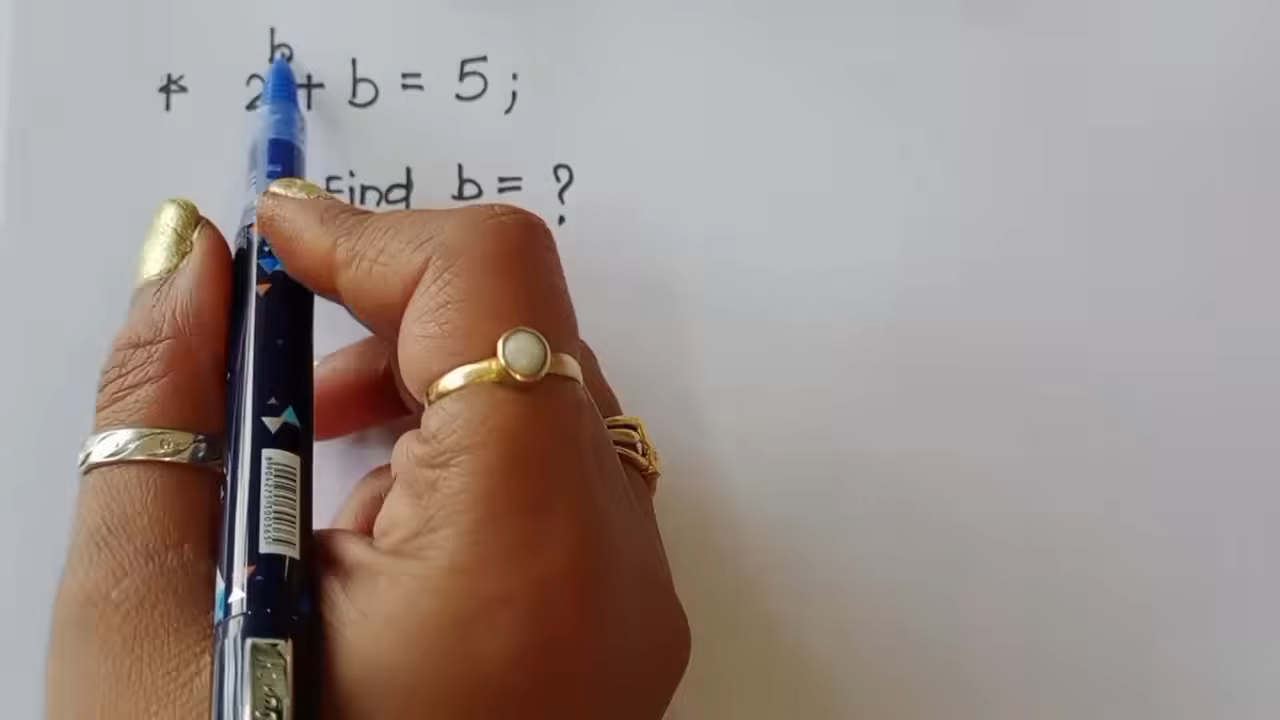 * 2ᵇ + b = 5 ;
Find b = ?